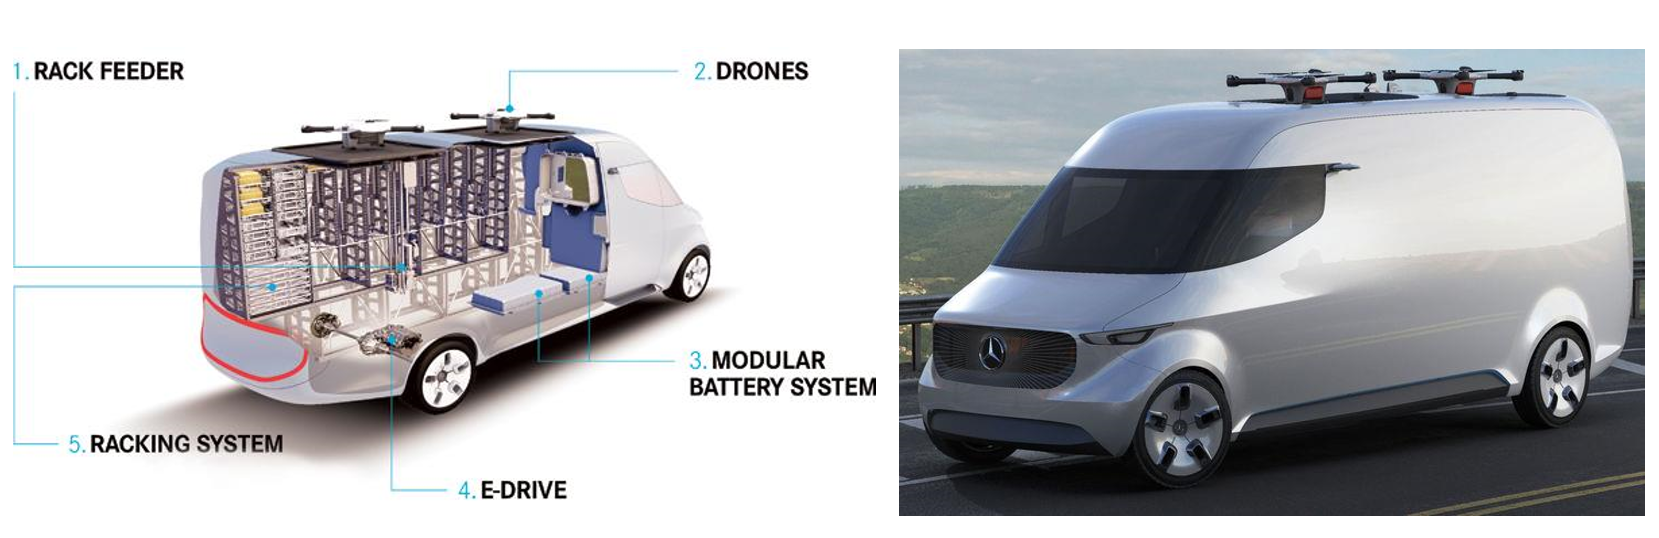 1. RACK FEEDER
2. DRONES
3. MODULAR
BATTERY SYSTEM
5. RACKING SYSTEM
4. E-DRIVE